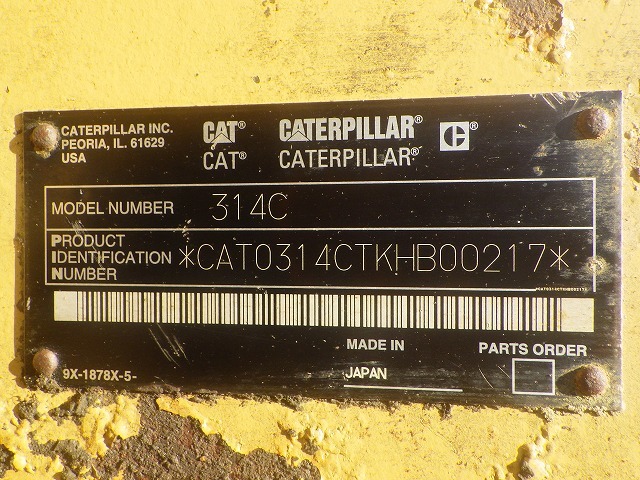 CATERPILLAR INC.
PEORIA, IL. 61629
USA
CAT® CATERPILLAR® C®
CAT® CATERPILLAR®
MODEL NUMBER 314C
PRODUCT
IDENTIFICATION
NUMBER
*CAT0314CTKHB00217*
*CAT0314CTKHB00217*
MADE IN
JAPAN
PARTS ORDER
9X-1878X-5-